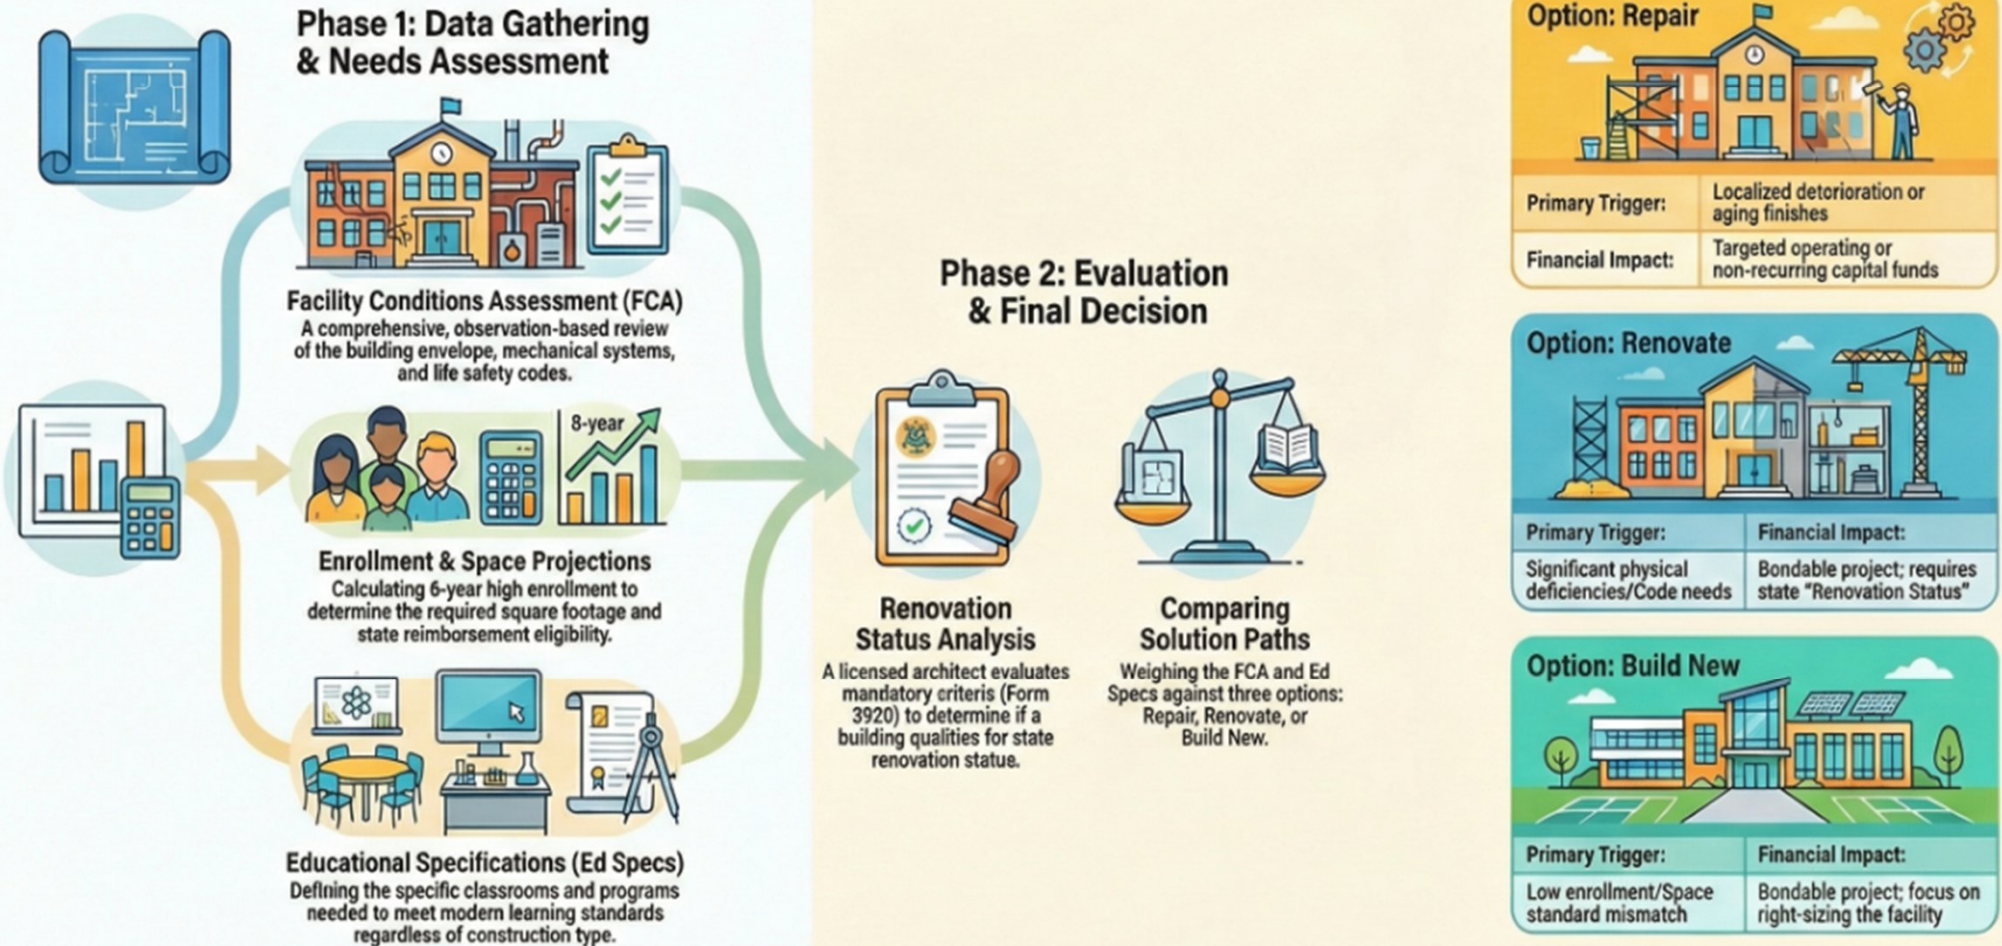 Phase 1: Data Gathering
& Needs Assessment
Facility Conditions Assessment (FCA)
A comprehensive, observation-based review
of the building envelope, mechanical systems,
and life safety codes.
8-year
Enrollment & Space Projections
Calculating 6-year high enrollment to
determine the required square footage and
state reimbursement eligibility.
Educational Specifications (Ed Specs)
Defining the specific classrooms and programs
needed to meet modern learning standards
regardless of construction type.
Phase 2: Evaluation
& Final Decision
Renovation
Status Analysis
A licensed architect evaluates
mandatory criteris (Form
3920) to determine if a
building qualities for state
renovation statue.
Comparing
Solution Paths
Weighing the FCA and Ed
Specs against three options:
Repair, Renovate, or
Build New.
Option: Repair
Primary Trigger:
Localized detorioration or
aging finishes
Financial Impact:
Targeted operating or
non-recurring capital funds
Option: Renovate
Primary Trigger:
Financial Impact:
Significant physical
deficiencies/Code needs
Bondable project; requires
state "Renovation Status"
Option: Build New
Primary Trigger:
Financial Impact:
Low enrollment/Space
standard mismatch
Bondable project; focus on
right-sizing the facility